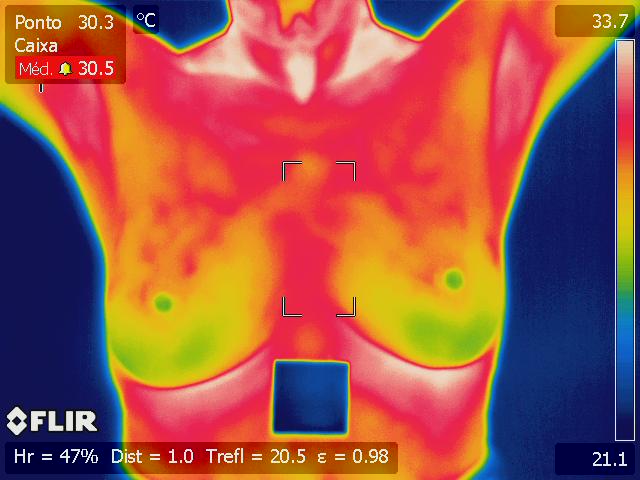 Ponto 30.3 °C
Caixa
Méd. 30.5
33.7
FLIR
Hr = 47% Dist = 1.0 Trefl = 20.5 ε = 0.98
21.1